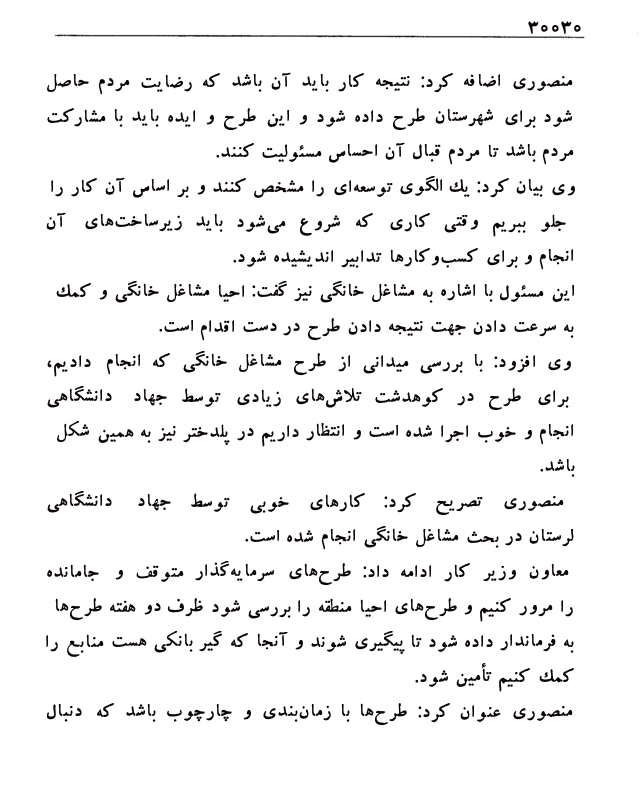 ۳۰۰۳۰
منصوری اضافه کرد: نتیجه کار باید آن باشد که رضایت مردم حاصل
شود برای شهرستان طرح داده شود و این طرح و ایده باید با مشارکت
مردم باشد تا مردم قبال آن احساس مسئولیت کنند.
وی بیان کرد: یك الگوی توسعه‌ای را مشخص کنند و بر اساس آن کار را
جلو ببریم وقتی کاری که شروع می‌شود باید زیرساخت‌های آن
انجام و برای کسب‌وکارها تدابیر اندیشیده شود.
این مسئول با اشاره به مشاغل خانگی نیز گفت: احیا مشاغل خانگی و کمك
به سرعت دادن جهت نتیجه دادن طرح در دست اقدام است.
وی افزود: با بررسی میدانی از طرح مشاغل خانگی که انجام دادیم،
برای طرح در کوهدشت تلاش‌های زیادی توسط جهاد دانشگاهی
انجام و خوب اجرا شده است و انتظار داریم در پلدختر نیز به همین شکل
باشد.
منصوری تصریح کرد: کارهای خوبی توسط جهاد دانشگاهی
لرستان در بحث مشاغل خانگی انجام شده است.
معاون وزیر کار ادامه داد: طرح‌های سرمایه‌گذار متوقف و جامانده
را مرور کنیم و طرح‌های احیا منطقه را بررسی شود ظرف دو هفته طرح‌ها
به فرماندار داده شود تا پیگیری شوند و آنجا که گیر بانکی هست منابع را
کمك کنیم تأمین شود.
منصوری عنوان کرد: طرح‌ها با زمان‌بندی و چارچوب باشد که دنبال